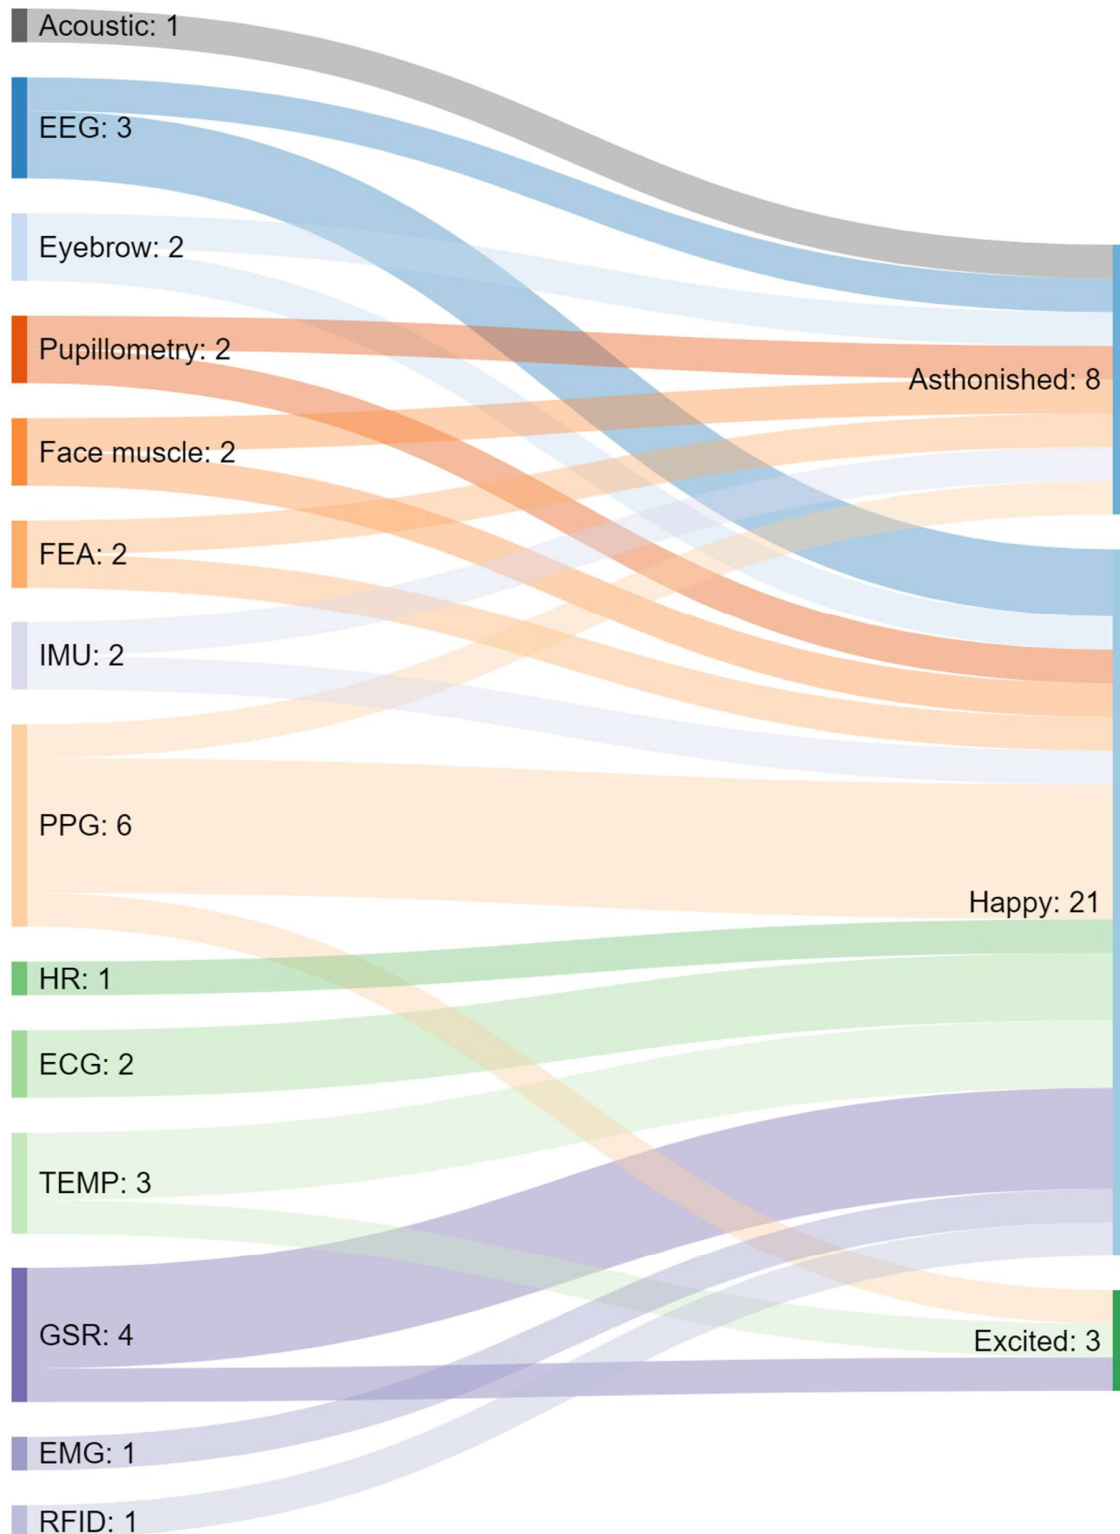 Acoustic: 1
EEG: 3
Eyebrow: 2
Pupillometry: 2
Face muscle: 2
FEA: 2
IMU: 2
PPG: 6
HR: 1
ECG: 2
TEMP: 3
GSR: 4
EMG: 1
RFID: 1
Asthonished: 8
Happy: 21
Excited: 3